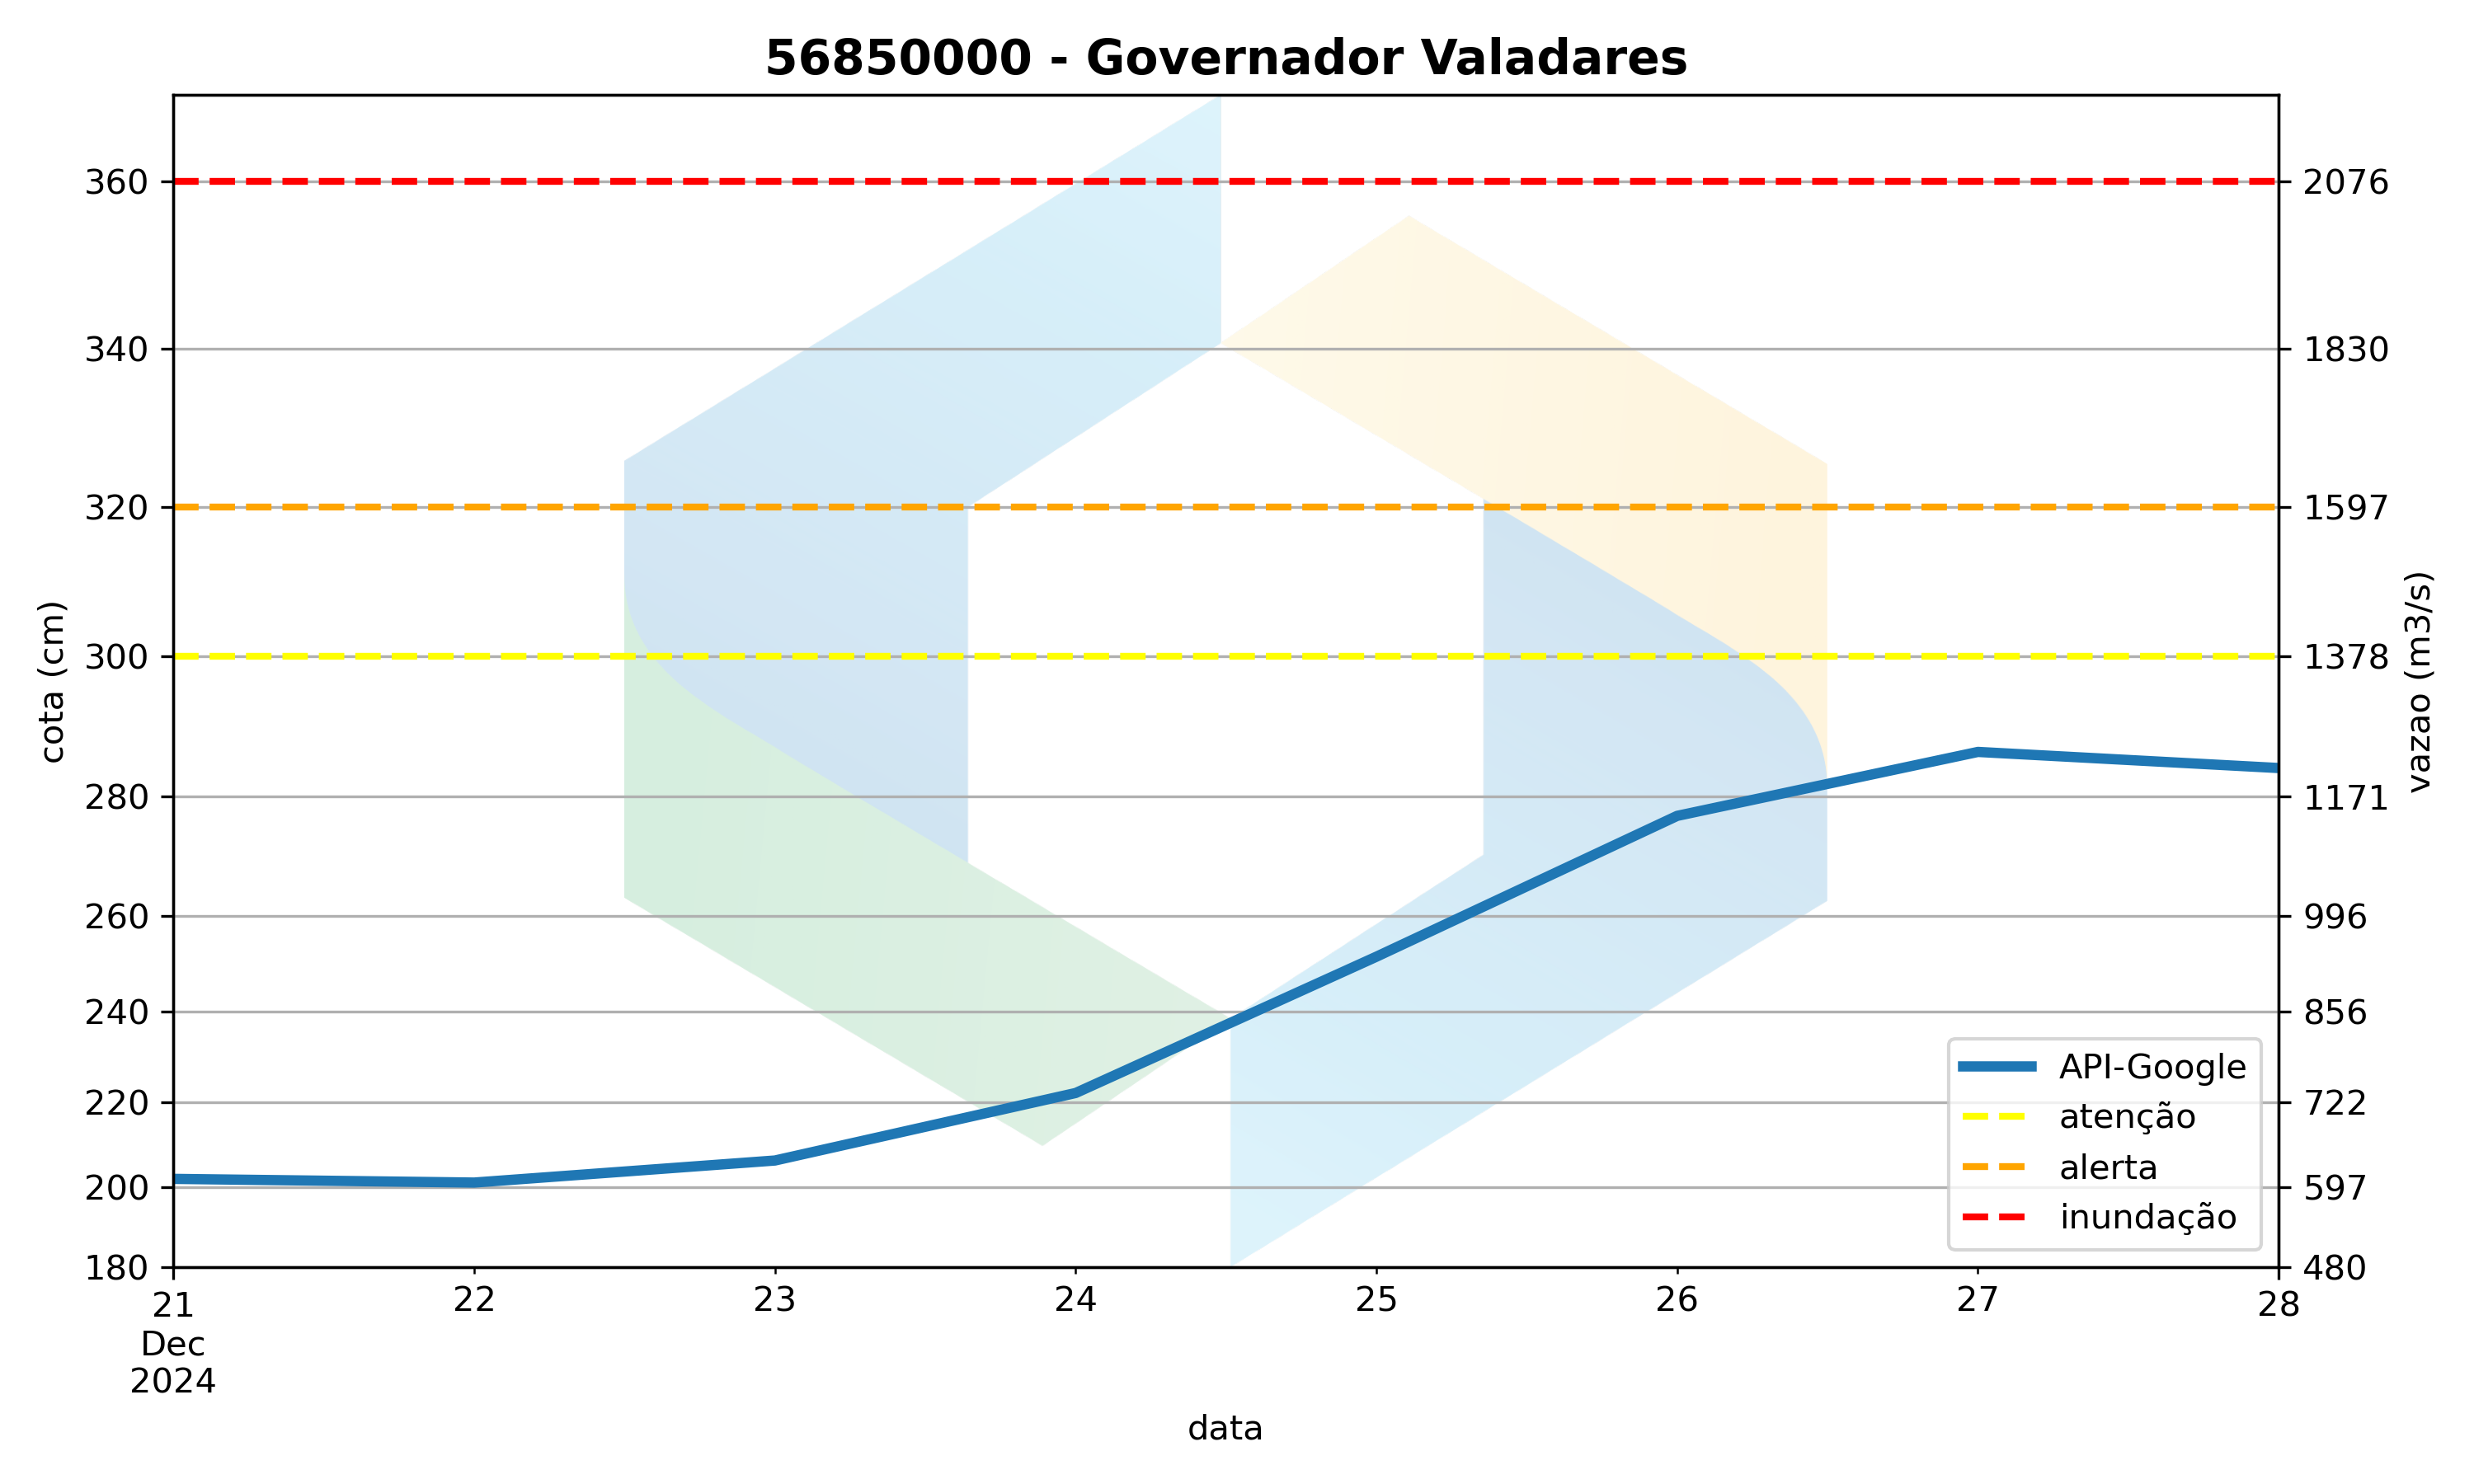 56850000 - Governador Valadares
cota (cm)
360
340
320
300
280
260
240
220
200
180
2076
1830
1597
1378
1171
996
856
722
597
480
vazao (m3/s)
API-Google
atenção
alerta
inundação
21 22 23 24 25 26 27 28
Dec
2024
data